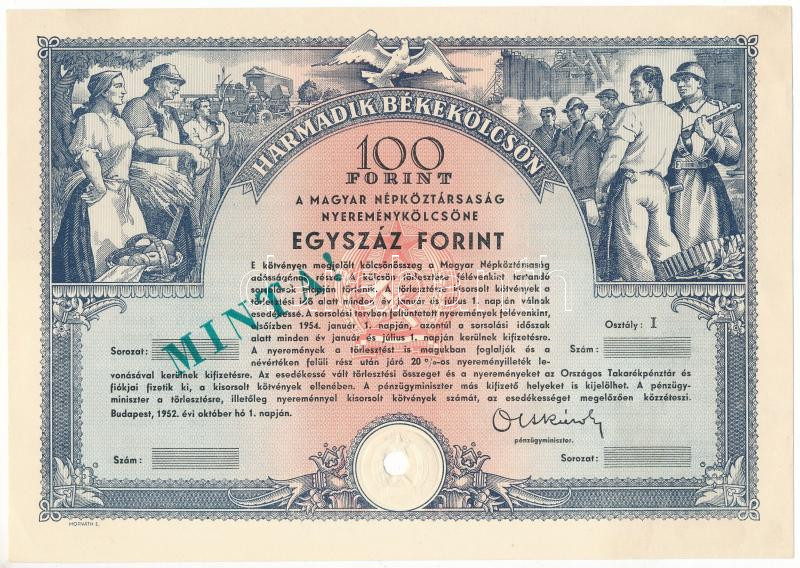 HARMADIK BÉKEKÖLCSÖN
100
FORINT
A MAGYAR NÉPKÖZTÁRSASÁG
NYEREMÉNYKÖLCSÖNE
EGYSZÁZ FORINT
MINTA!
E kötvényen megjelölt kölcsönösszeg a Magyar Népköztársaság
adósságának része. A kölcsön törlesztése félévenkint tartandó
sorsolások alapján történik. A törlesztésre kisorsolt kötvények a
törlesztési idő alatt minden év január és július 1. napján válnak
esedékessé. A sorsolási tervben feltüntetett nyeremények félévenkint,
elsőízben 1954. január 1. napján, azontúl a sorsolási időszak
alatt minden év január és július 1. napján kerülnek kifizetésre.
A nyeremények a törlesztést is magukban foglalják és a
névértéken felüli rész után járó 20%-os nyereményilleték le-
vonásával kerülnek kifizetésre. Az esedékessé vált törlesztési összeget és a nyereményeket az Országos Takarékpénztár és
fiókjai fizetik ki, a kisorsolt kötvények ellenében. A pénzügyminiszter más kifizető helyeket is kijelölhet. A pénzügy-
miniszter a törlesztésre, illetőleg nyereménnyel kisorsolt kötvények számát, az esedékességet megelőzően közzéteszi.
Budapest, 1952. évi október hó 1. napján.
Osztály: I
Sorozat:
Szám:
pénzügyminiszter.
Szám:
Sorozat:
HORVÁTH E.